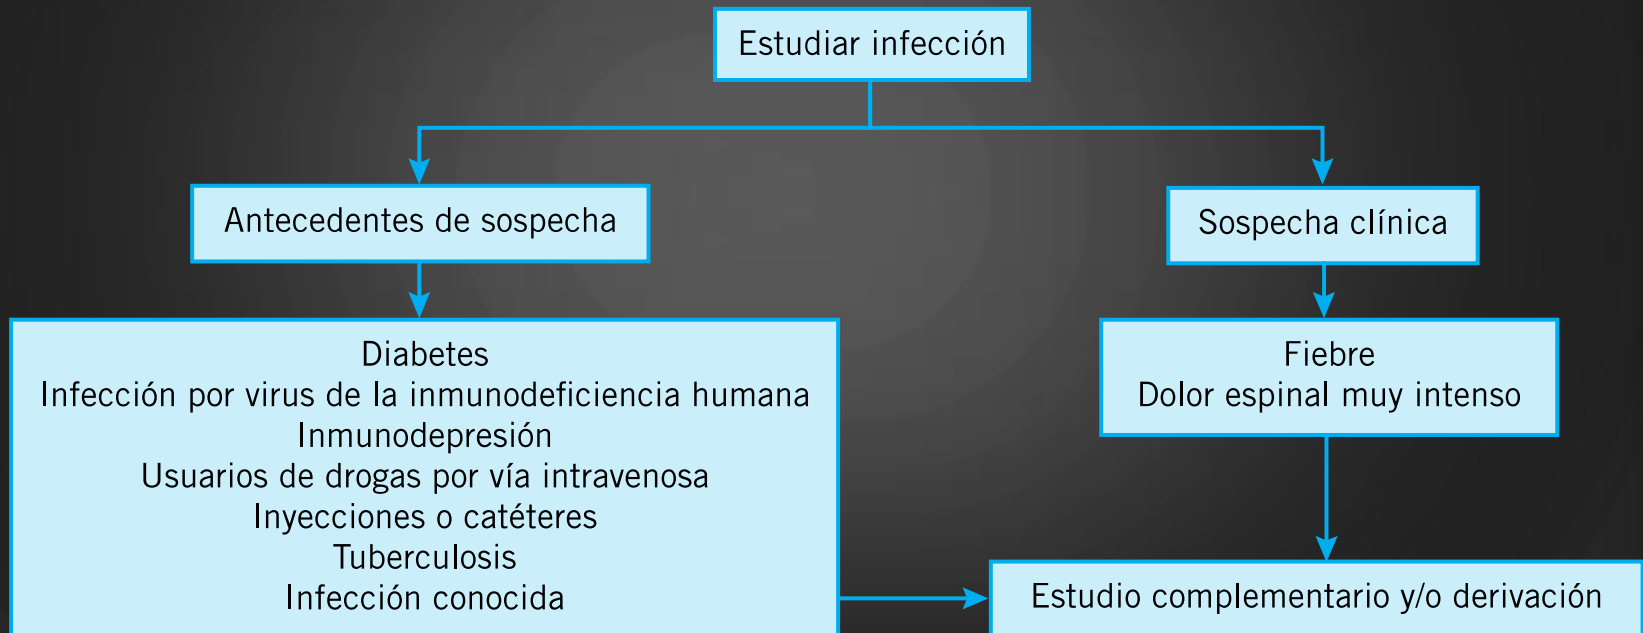 Estudiar infección
Antecedentes de sospecha
Sospecha clínica
Diabetes
Infección por virus de la inmunodeficiencia humana
Inmunodepresión
Usuarios de drogas por vía intravenosa
Inyecciones o catéteres
Tuberculosis
Infección conocida
Fiebre
Dolor espinal muy intenso
Estudio complementario y/o derivación